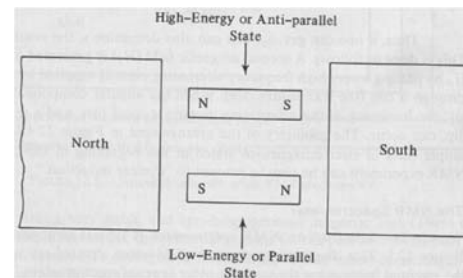 High-Energy or Anti-parallel
State
N S
North
South
S N
Low-Energy or Parallel
State